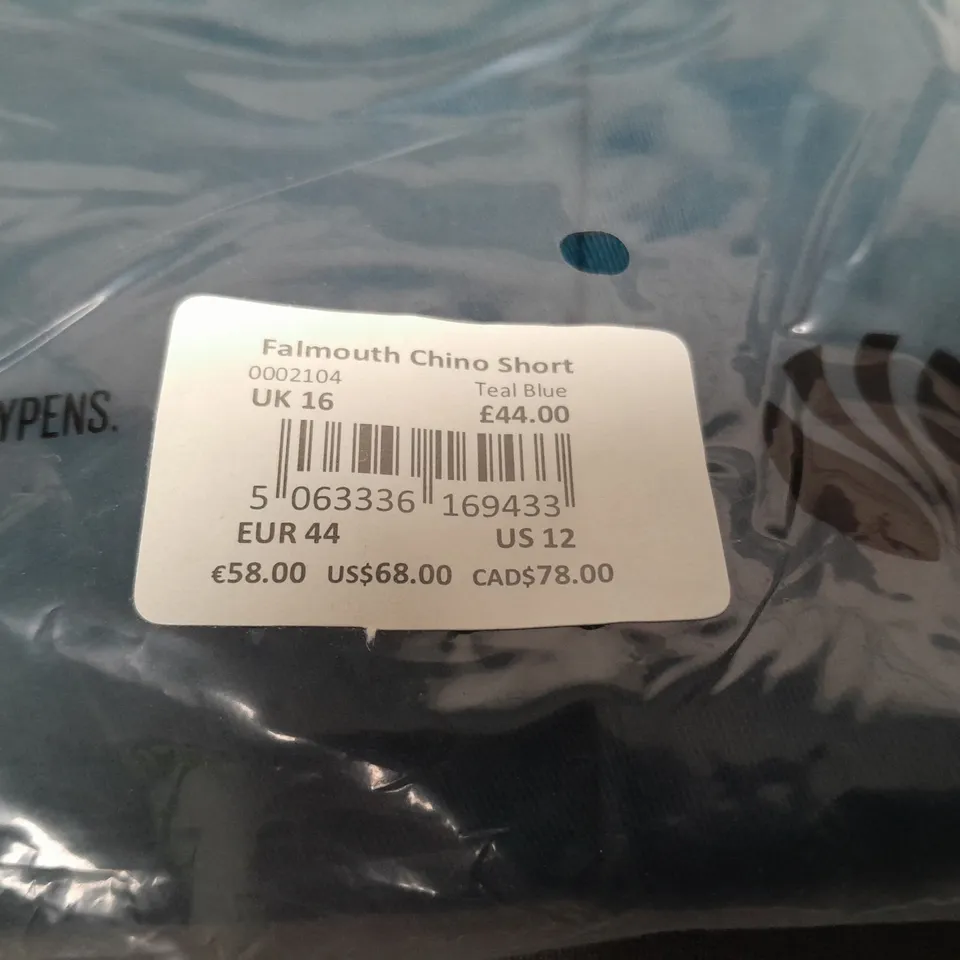 Falmouth Chino Short
0002104 Teal Blue
UK 16 £44.00
YPENS.
5 063336 169433
EUR 44 US 12
€58.00 US$68.00 CAD$78.00